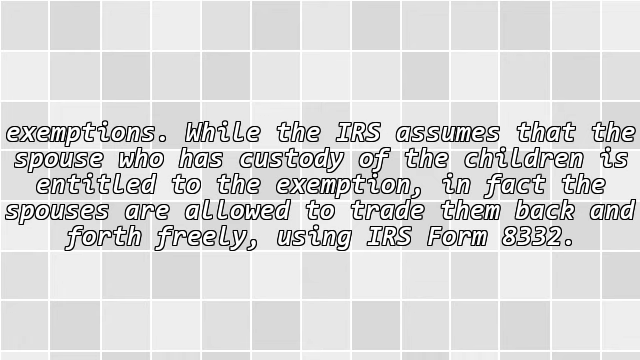 exemptions. While the IRS assumes that the
spouse who has custody of the children is
entitled to the exemption, in fact the
spouses are allowed to trade them back and
forth freely, using IRS Form 8332.